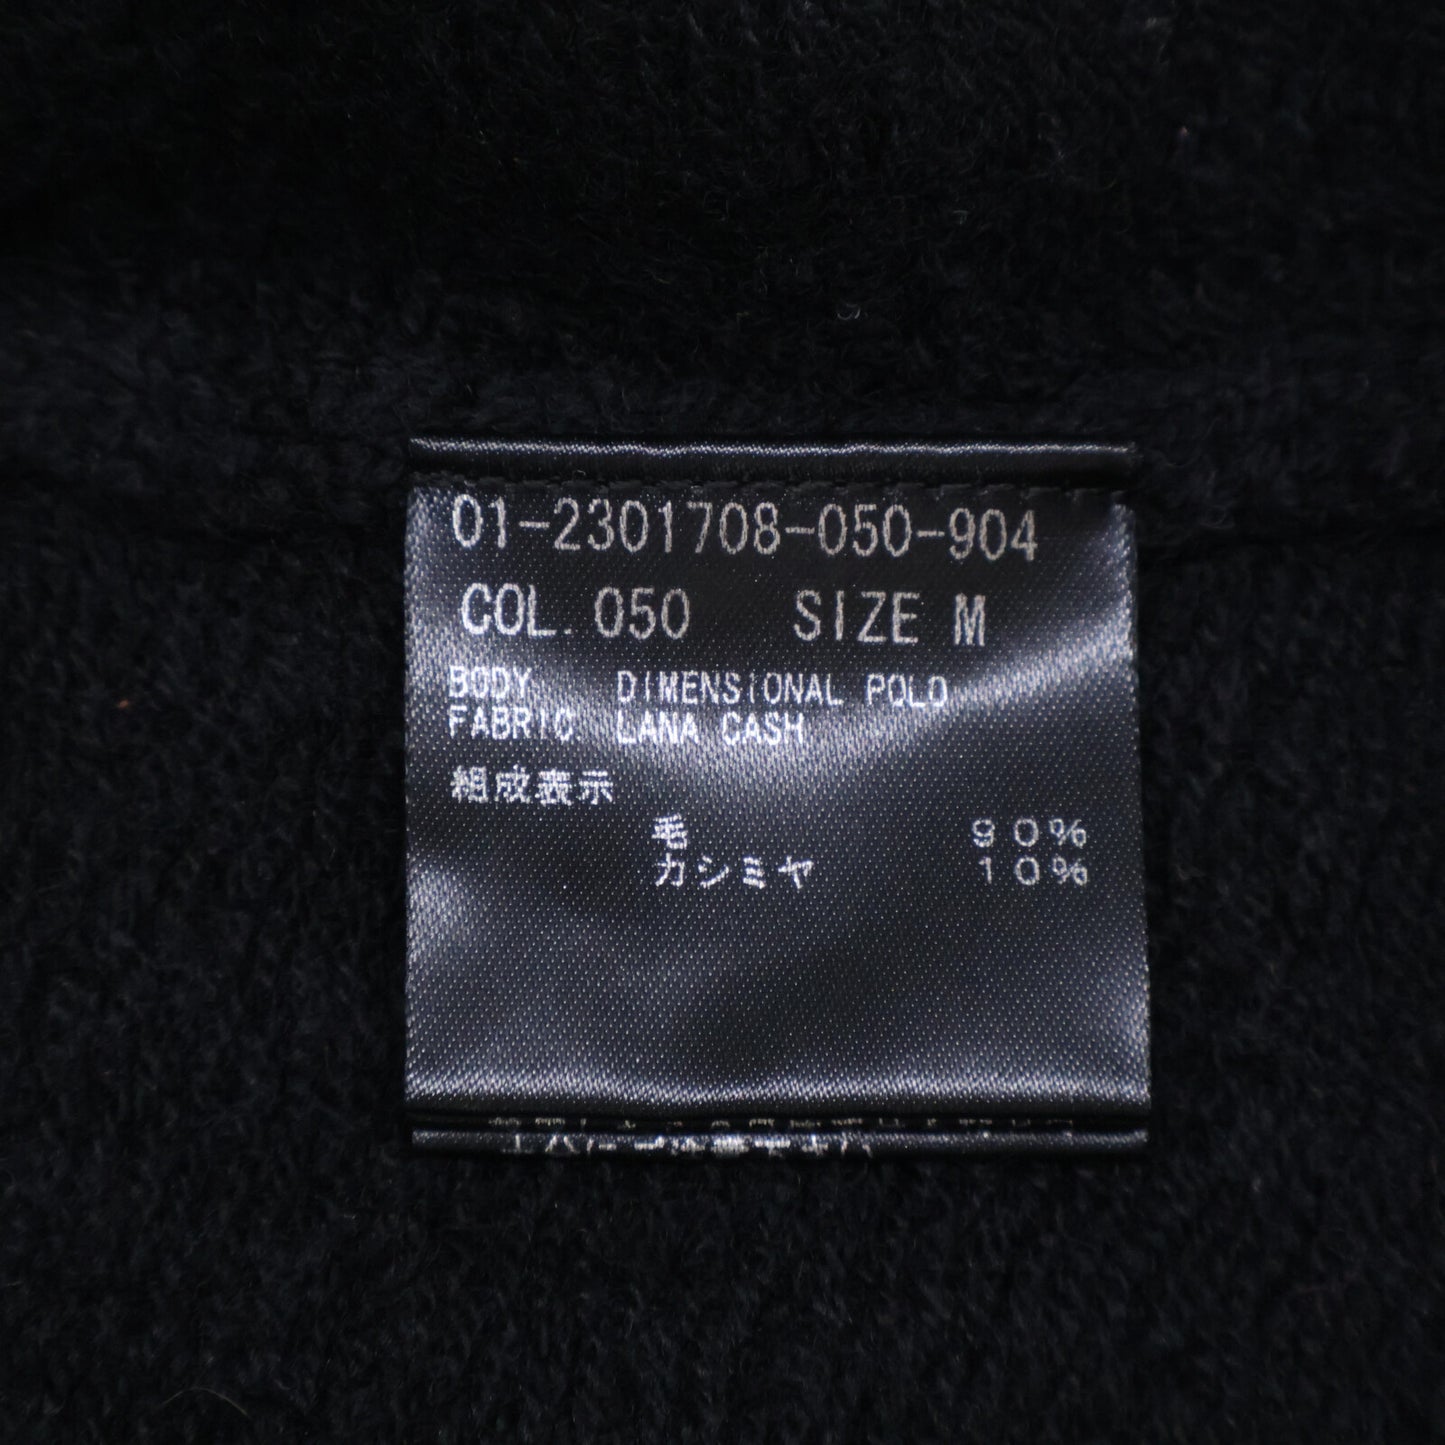 01-2301708-050-904
COL. 050 SIZE M
BODY DIMENSIONAL POLO
FABRIC LANA CASH
組成表示
毛 90%
カシミヤ 10%